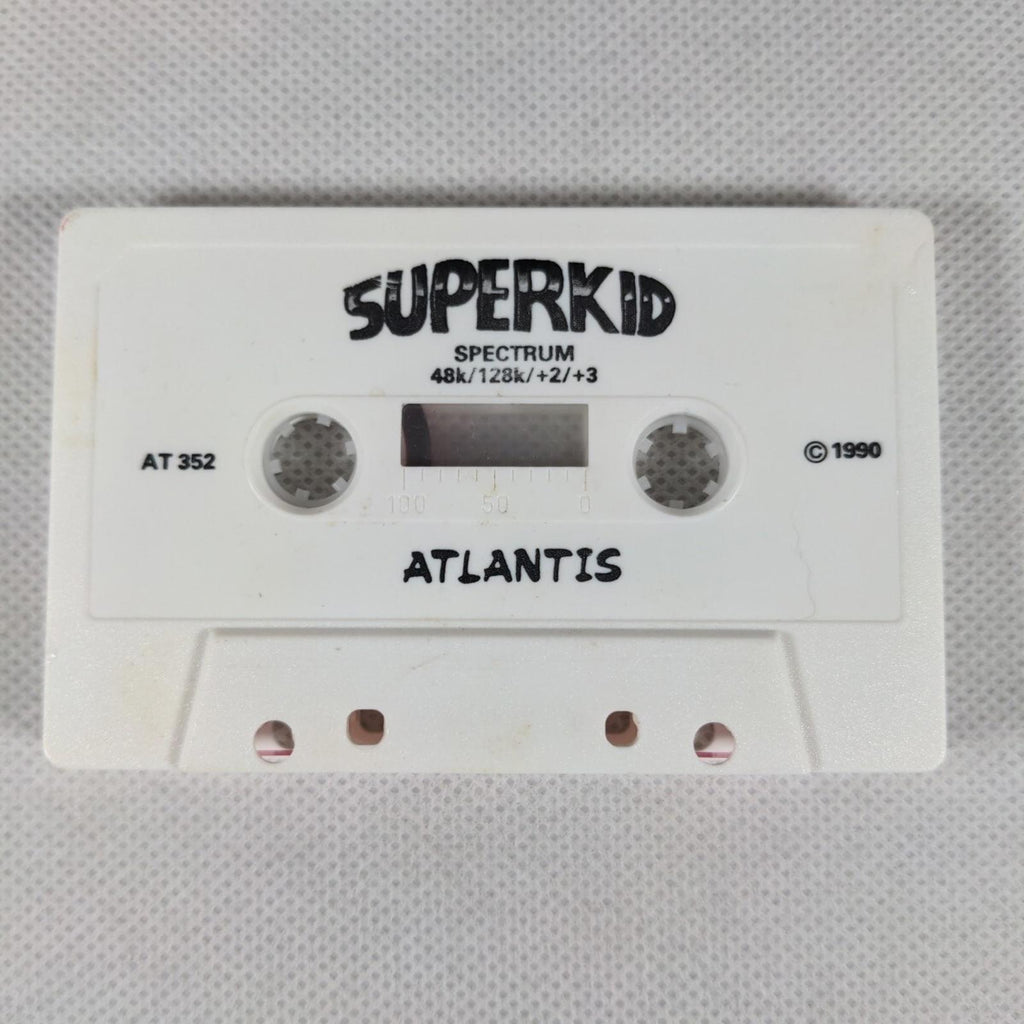 SUPERKID
SPECTRUM
48k/128k/+2/+3
AT 352
© 1990
100 50 0
ATLANTIS